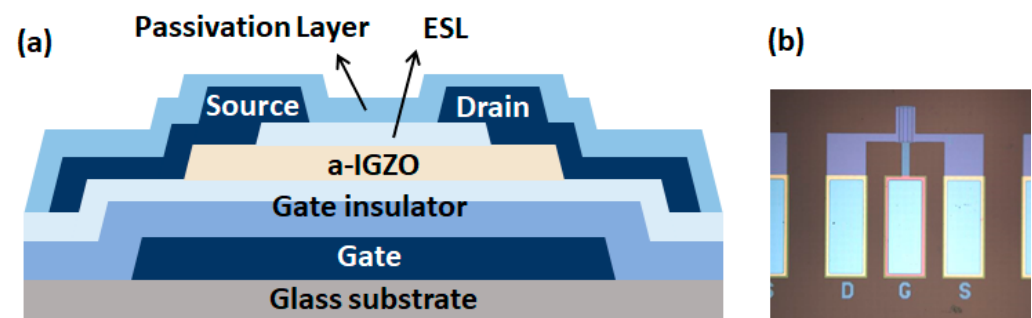 (a)
Passivation Layer
ESL
Source
Drain
a-IGZO
Gate insulator
Gate
Glass substrate
(b)
D
G
S